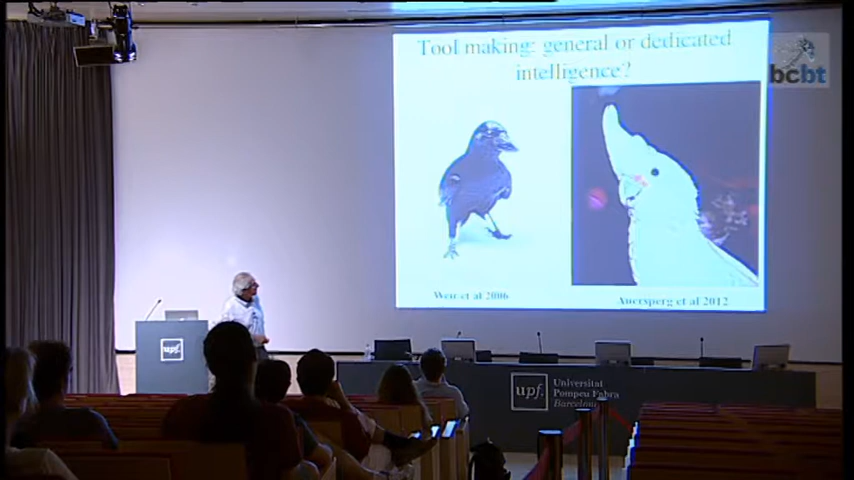 Tool making: general or dedicated
intelligence?
bcbt
Weir et al 2006
Auersperg et al 2012
upf.
upf.
Universitat
Pompeu Fabra
Barcelona